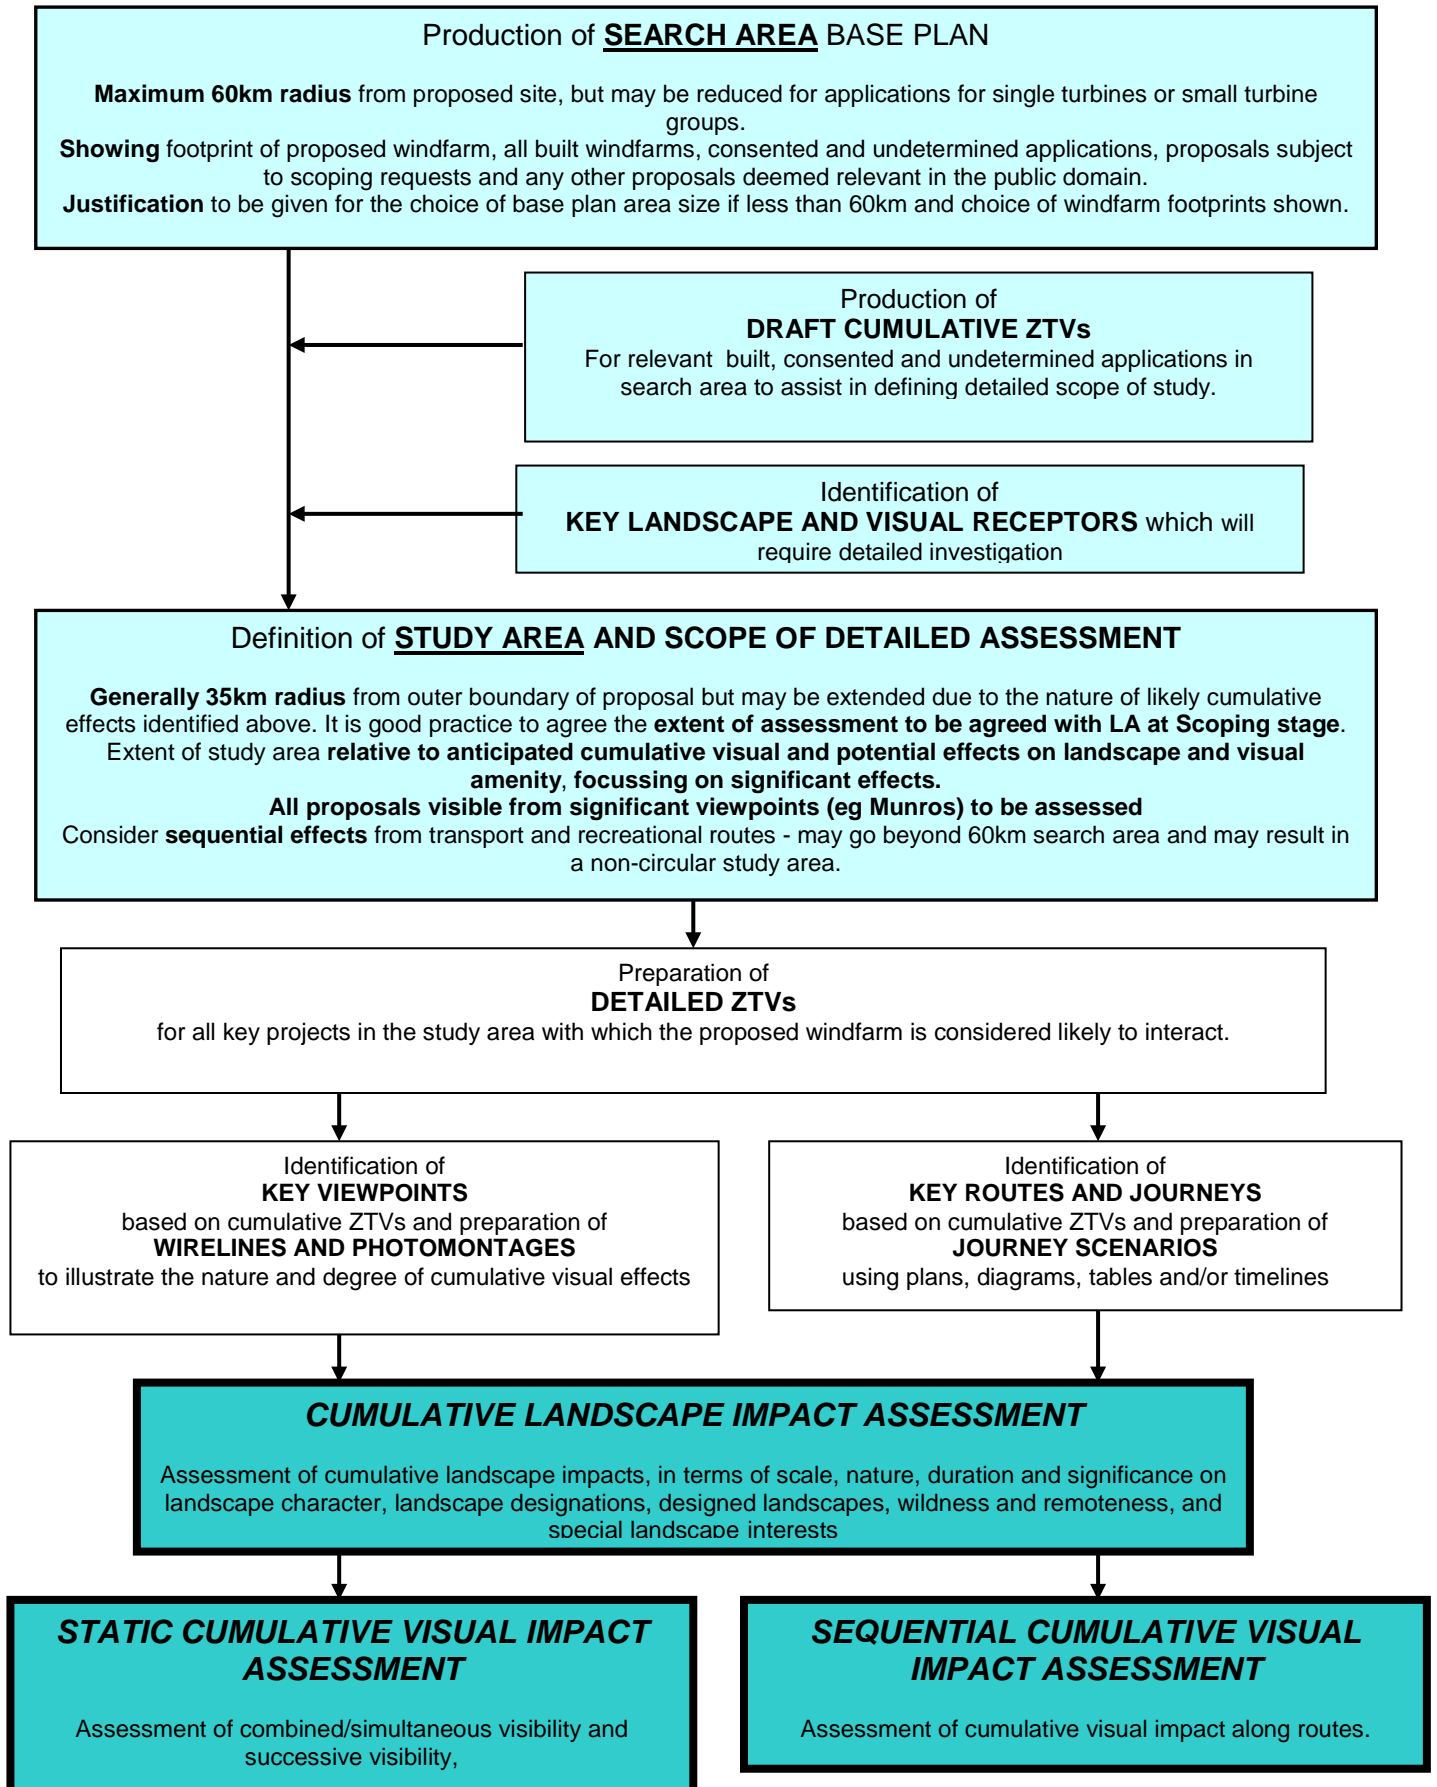 Production of SEARCH AREA BASE PLAN
Maximum 60km radius from proposed site, but may be reduced for applications for single turbines or small turbine
groups.
Showing footprint of proposed windfarm, all built windfarms, consented and undetermined applications, proposals subject
to scoping requests and any other proposals deemed relevant in the public domain.
Justification to be given for the choice of base plan area size if less than 60km and choice of windfarm footprints shown.
Production of
DRAFT CUMULATIVE ZTVs
For relevant built, consented and undetermined applications in
search area to assist in defining detailed scope of study.
Identification of
KEY LANDSCAPE AND VISUAL RECEPTORS which will
require detailed investigation
Definition of STUDY AREA AND SCOPE OF DETAILED ASSESSMENT
Generally 35km radius from outer boundary of proposal but may be extended due to the nature of likely cumulative
effects identified above. It is good practice to agree the extent of assessment to be agreed with LA at Scoping stage.
Extent of study area relative to anticipated cumulative visual and potential effects on landscape and visual
amenity, focussing on significant effects.
All proposals visible from significant viewpoints (eg Munros) to be assessed
Consider sequential effects from transport and recreational routes - may go beyond 60km search area and may result in
a non-circular study area.
Preparation of
DETAILED ZTVs
for all key projects in the study area with which the proposed windfarm is considered likely to interact.
Identification of
KEY VIEWPOINTS
based on cumulative ZTVs and preparation of
WIRELINES AND PHOTOMONTAGES
to illustrate the nature and degree of cumulative visual effects
Identification of
KEY ROUTES AND JOURNEYS
based on cumulative ZTVs and preparation of
JOURNEY SCENARIOS
using plans, diagrams, tables and/or timelines
CUMULATIVE LANDSCAPE IMPACT ASSESSMENT
Assessment of cumulative landscape impacts, in terms of scale, nature, duration and significance on
landscape character, landscape designations, designed landscapes, wildness and remoteness, and
special landscape interests
STATIC CUMULATIVE VISUAL IMPACT
ASSESSMENT
Assessment of combined/simultaneous visibility and
successive visibility,
SEQUENTIAL CUMULATIVE VISUAL
IMPACT ASSESSMENT
Assessment of cumulative visual impact along routes.